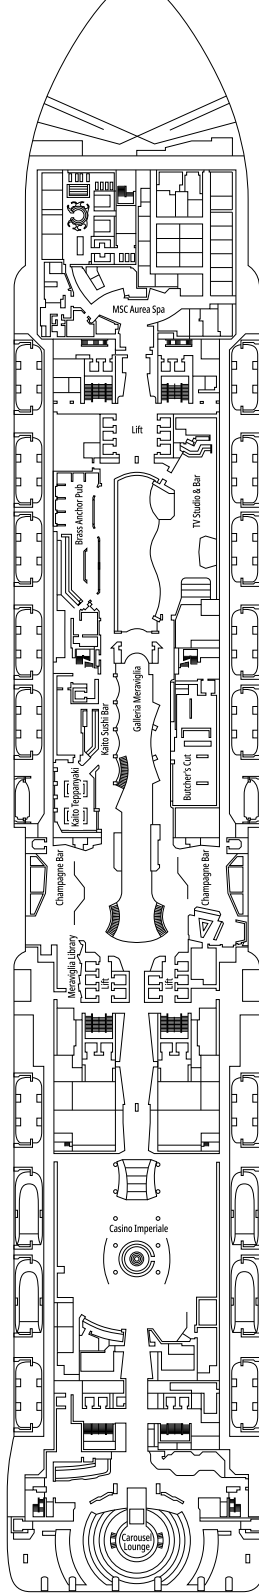 MSC Aurea Spa
Lift
Brass Anchor Pub
TV Studio & Bar
Galleria Meraviglia
Kaito Sushi Bar
Kaito Teppanyaki
Butcher's Cut
Champagne Bar
Champagne Bar
Meraviglia Library
Lift
Lift
Casino Imperiale
Carousel
Lounge